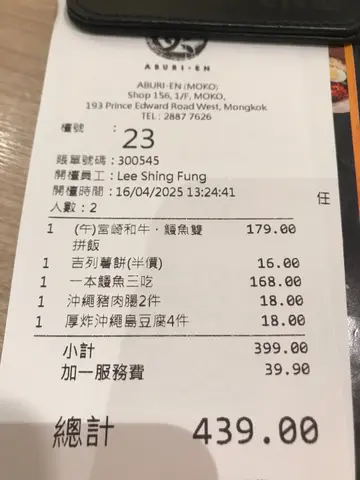 ABURI-EN
ABURI-EN (MOKO)
Shop 156, 1/F, MOKO,
193 Prince Edward Road West, Mongkok
TEL : 2887 7626
檯號 : 23
賬單號碼 : 300545
開檯員工 : Lee Shing Fung
開檯時間 : 16/04/2025 13:24:41
人數 : 2
1 (午)宮崎和牛．鰻魚雙拼飯 179.00
1 吉列薯餅(半價) 16.00
1 一本鰻魚三吃 168.00
1 沖繩豬肉腸2件 18.00
1 厚炸沖繩島豆腐4件 18.00
小計 399.00
加一服務費 39.90
總計 439.00
任